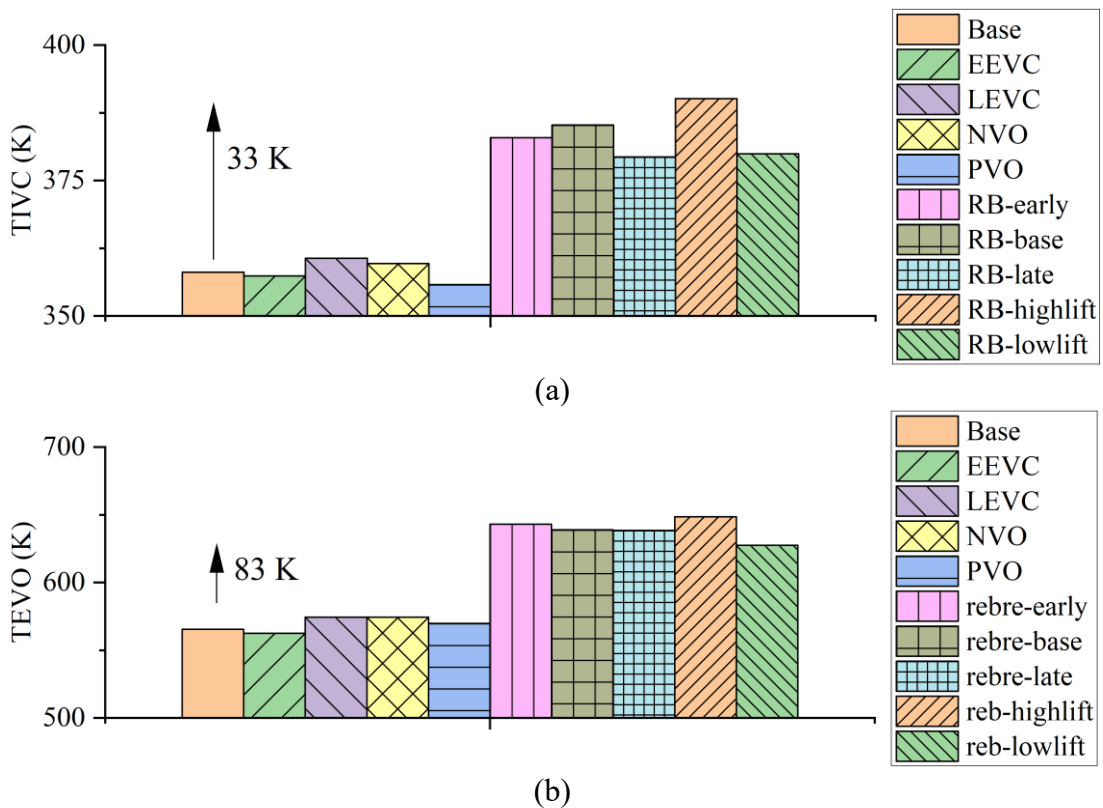 400
375
350
TIVC (K)
33 K
Base
EEVC
LEVC
NVO
PVO
RB-early
RB-base
RB-late
RB-highlift
RB-lowlift
(a)
700
600
500
TEVO (K)
83 K
Base
EEVC
LEVC
NVO
PVO
rebre-early
rebre-base
rebre-late
reb-highlift
reb-lowlift
(b)